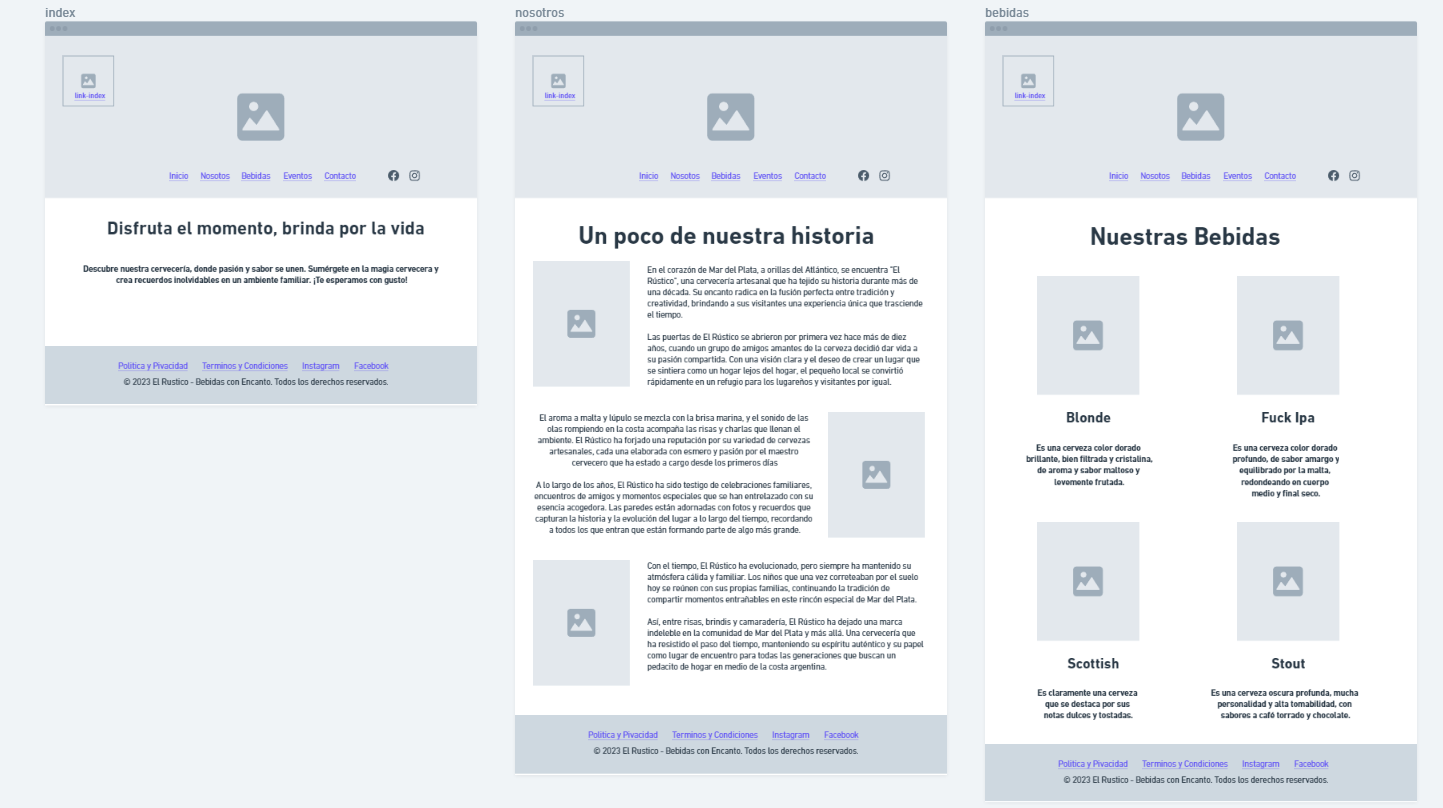 index
link-index
Inicio Nosotos Bebidas Eventos Contacto
Disfruta el momento, brinda por la vida
Descubre nuestra cervecería, donde pasión y sabor se unen. Sumérgete en la magia cervecera y
crea recuerdos inolvidables en un ambiente familiar. ¡Te esperamos con gusto!
Politica y Pivacidad Terminos y Condiciones Instagram Facebook
© 2023 El Rustico - Bebidas con Encanto. Todos los derechos reservados.
nosotros
link-index
Inicio Nosotos Bebidas Eventos Contacto
Un poco de nuestra historia
En el corazón de Mar del Plata, a orillas del Atlántico, se encuentra "El
Rústico", una cervecería artesanal que ha tejido su historia durante más de
una década. Su encanto radica en la fusión perfecta entre tradición y
creatividad, brindando a sus visitantes una experiencia única que trasciende
el tiempo.
Las puertas de El Rústico se abrieron por primera vez hace más de diez
años, cuando un grupo de amigos amantes de la cerveza decidió dar vida a
su pasión compartida. Con una visión clara y el deseo de crear un lugar que
se sintiera como un hogar lejos del hogar, el pequeño local se convirtió
rápidamente en un refugio para los lugareños y visitantes por igual.
El aroma a malta y lúpulo se mezcla con la brisa marina, y el sonido de las
olas rompiendo en la costa acompaña las risas y charlas que llenan el
ambiente. El Rústico ha forjado una reputación por su variedad de cervezas
artesanales, cada una elaborada con esmero y pasión por el maestro
cervecero que ha estado a cargo desde los primeros días
A lo largo de los años, El Rústico ha sido testigo de celebraciones familiares,
encuentros de amigos y momentos especiales que se han entrelazado con su
esencia acogedora. Las paredes están adornadas con fotos y recuerdos que
capturan la historia y la evolución del lugar a lo largo del tiempo, recordando
a todos los que entran que están formando parte de algo más grande.
Con el tiempo, El Rústico ha evolucionado, pero siempre ha mantenido su
atmósfera cálida y familiar. Los niños que una vez correteaban por el suelo
hoy se reúnen con sus propias familias, continuando la tradición de
compartir momentos entrañables en este rincón especial de Mar del Plata.
Así, entre risas, brindis y camaradería, El Rústico ha dejado una marca
indeleble en la comunidad de Mar del Plata y más allá. Una cervecería que
ha resistido el paso del tiempo, manteniendo su espíritu auténtico y su papel
como lugar de encuentro para todas las generaciones que buscan un
pedacito de hogar en medio de la costa argentina.
Politica y Pivacidad Terminos y Condiciones Instagram Facebook
© 2023 El Rustico - Bebidas con Encanto. Todos los derechos reservados.
bebidas
link-index
Inicio Nosotos Bebidas Eventos Contacto
Nuestras Bebidas
Blonde
Es una cerveza color dorado
brillante, bien filtrada y cristalina,
de aroma y sabor maltoso y
levemente frutada.
Fuck Ipa
Es una cerveza color dorado
profundo, de sabor amargo y
equilibrado por la malta,
redondeando en cuerpo
medio y final seco.
Scottish
Es claramente una cerveza
que se destaca por sus
notas dulces y tostadas.
Stout
Es una cerveza oscura profunda, mucha
personalidad y alta tomabilidad, con
sabores a café torrado y chocolate.
Politica y Pivacidad Terminos y Condiciones Instagram Facebook
© 2023 El Rustico - Bebidas con Encanto. Todos los derechos reservados.